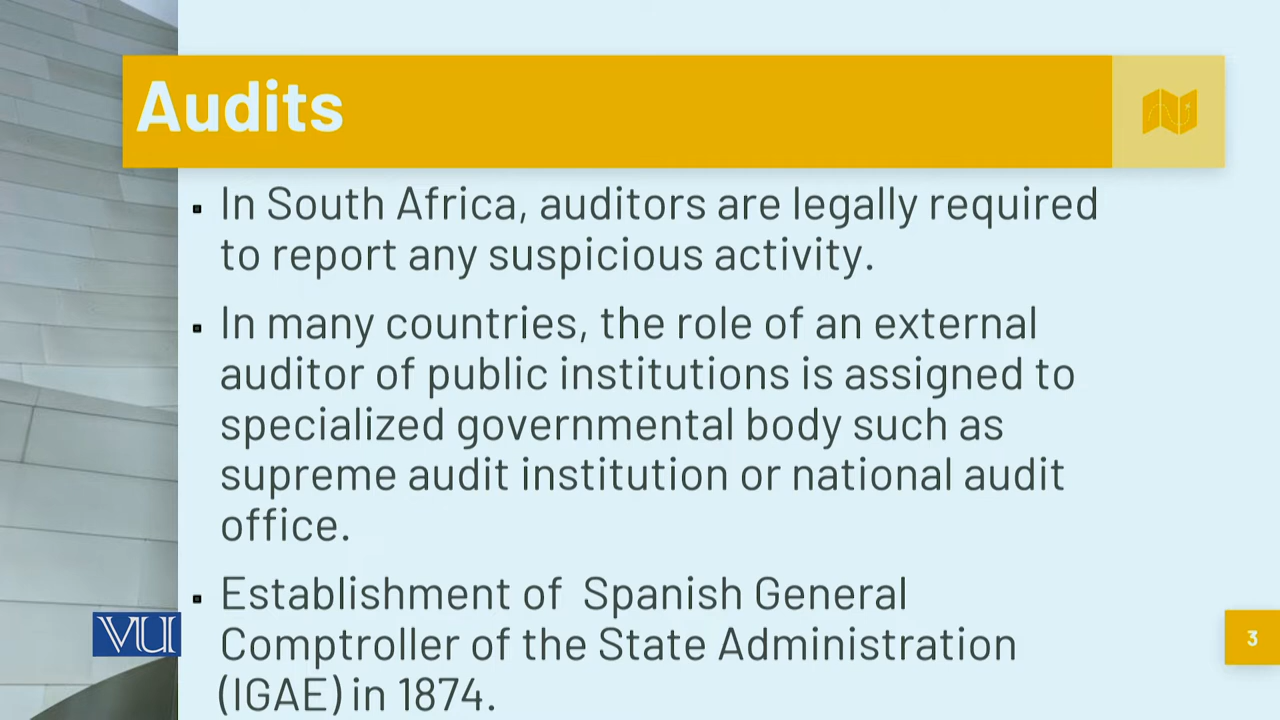 Audits
In South Africa, auditors are legally required
to report any suspicious activity.
In many countries, the role of an external
auditor of public institutions is assigned to
specialized governmental body such as
supreme audit institution or national audit
office.
Establishment of Spanish General
Comptroller of the State Administration
(IGAE) in 1874.
VU
3